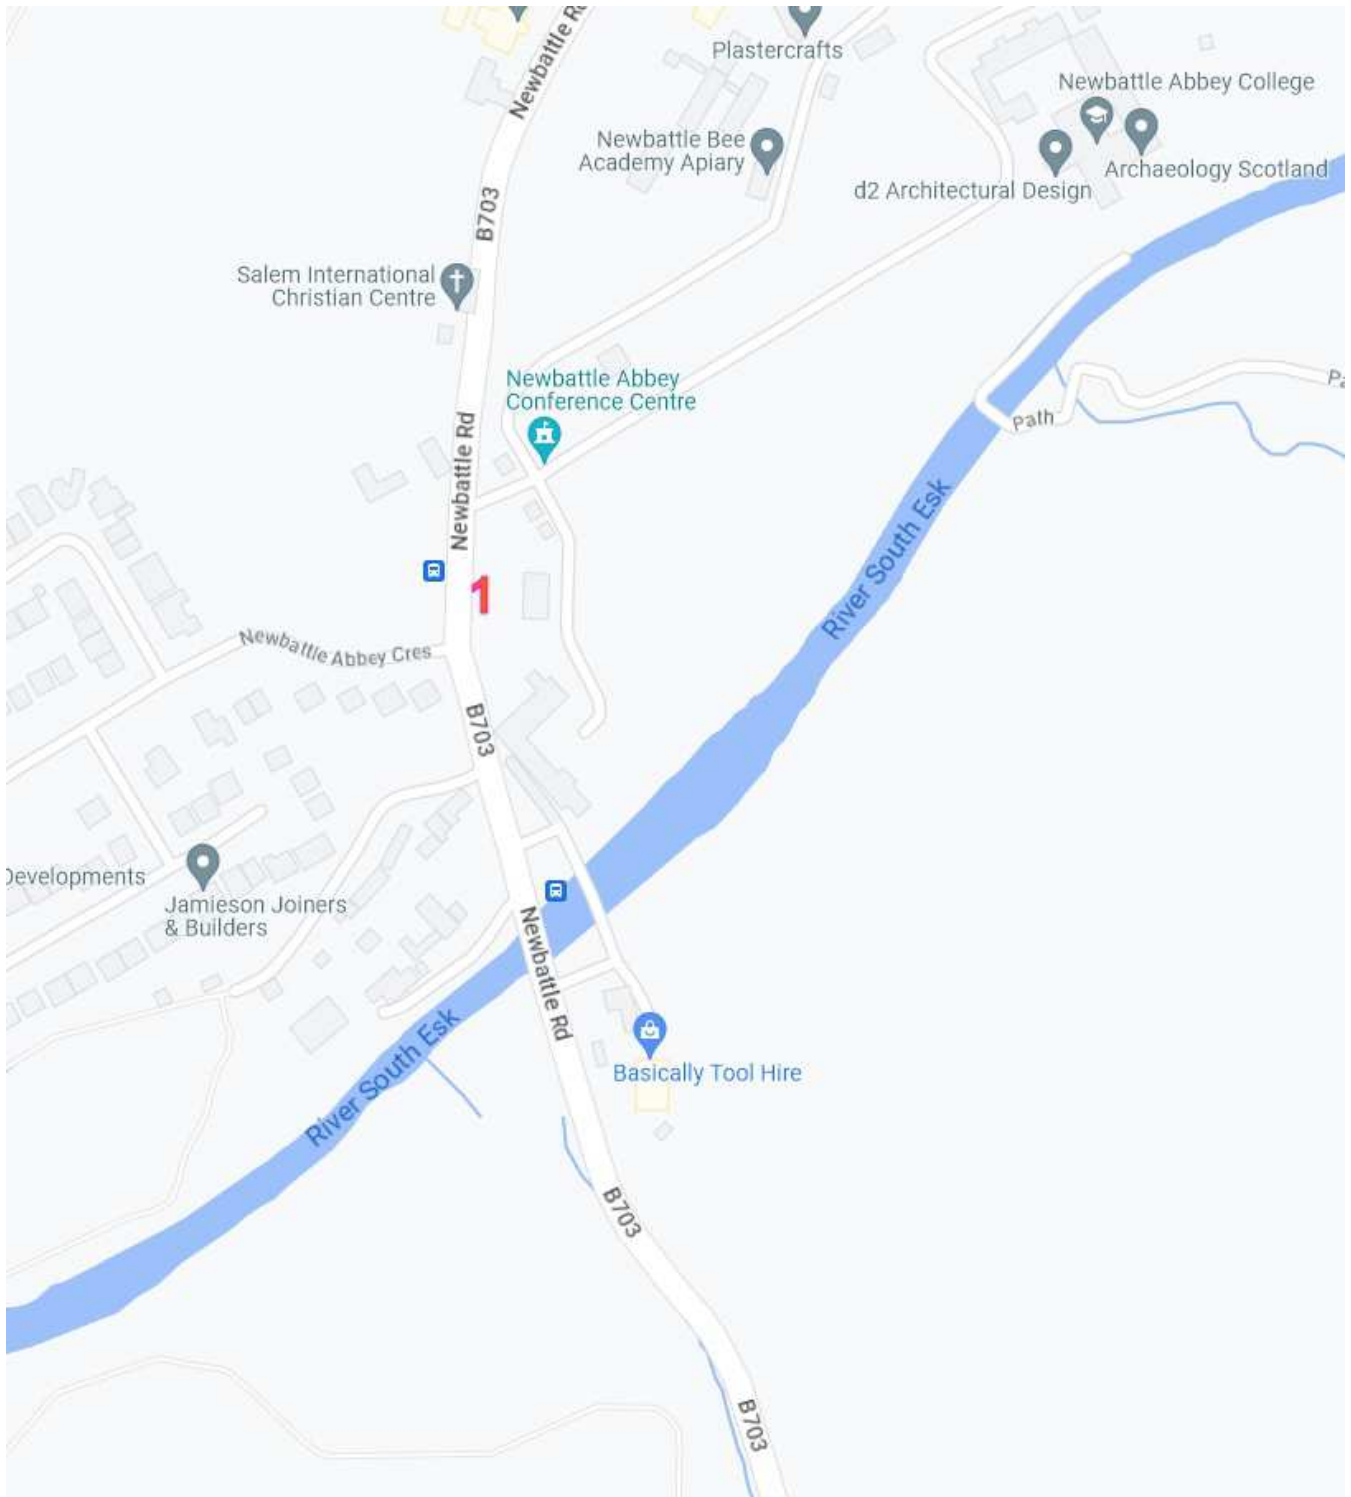 Newbattle Rd
Plastercrafts
Newbattle Abbey College
Newbattle Bee
Academy Apiary
Archaeology Scotland
d2 Architectural Design
B703
Salem International
Christian Centre
Newbattle Abbey
Conference Centre
Path
Newbattle Rd
River South Esk
1
Newbattle Abbey Cres
B703
Developments
Jamieson Joiners
& Builders
Newbattle Rd
River South Esk
Basically Tool Hire
B703
B703